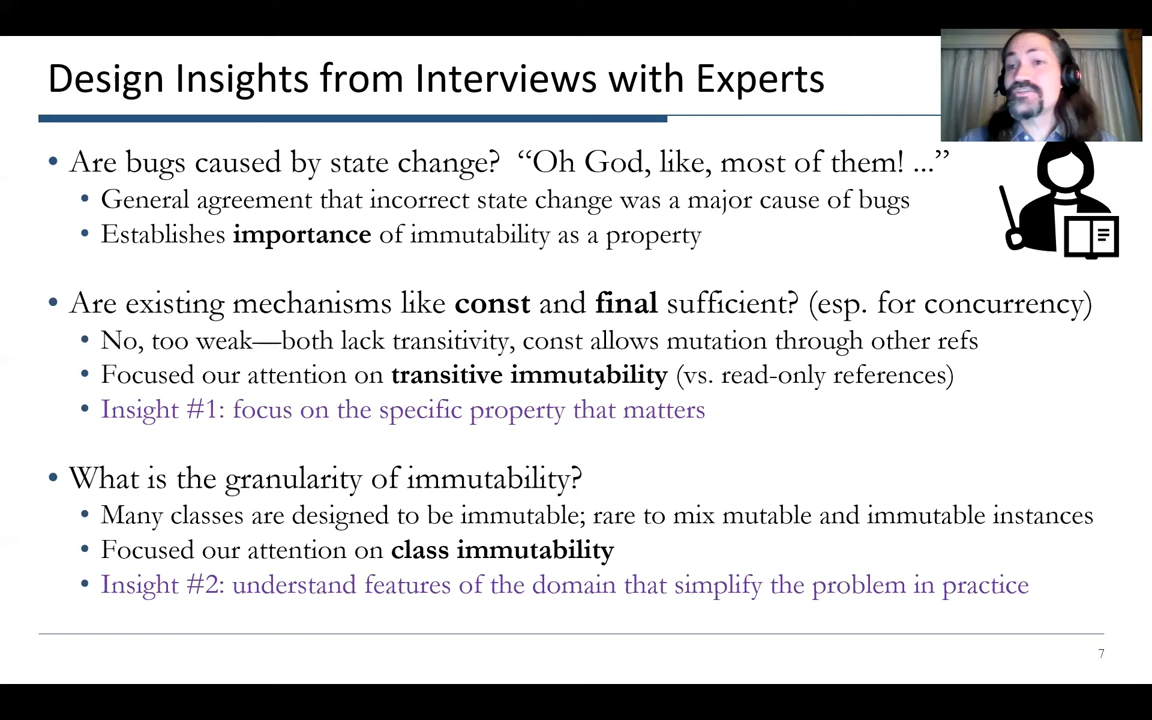 Design Insights from Interviews with Experts
• Are bugs caused by state change? “Oh God, like, most of them! ...”
• General agreement that incorrect state change was a major cause of bugs
• Establishes importance of immutability as a property
• Are existing mechanisms like const and final sufficient? (esp. for concurrency)
• No, too weak—both lack transitivity, const allows mutation through other refs
• Focused our attention on transitive immutability (vs. read-only references)
• Insight #1: focus on the specific property that matters
• What is the granularity of immutability?
• Many classes are designed to be immutable; rare to mix mutable and immutable instances
• Focused our attention on class immutability
• Insight #2: understand features of the domain that simplify the problem in practice
7